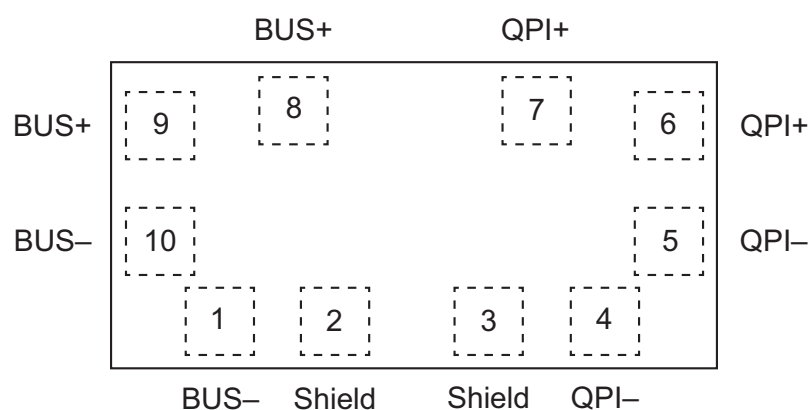 BUS+ QPI+
BUS+ 9 8 7 6 QPI+
BUS– 10 5 QPI–
1 2 3 4
BUS– Shield Shield QPI–